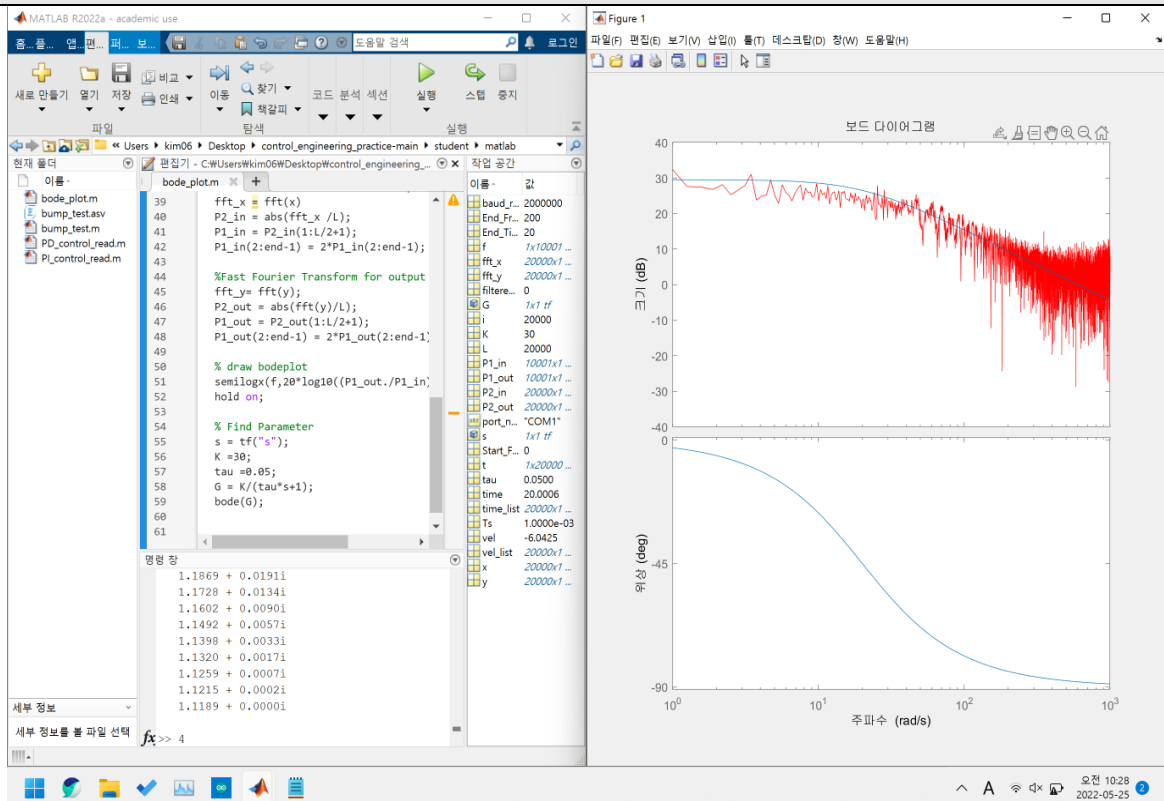 MATLAB R2022a - academic use
홈... 플... 앱... 편... 퍼... 보...
도움말 검색
로그인
새로 만들기 열기 저장
비교
인쇄
이동
찾기
책갈피
코드 분석 섹션
실행
스텝 중지
파일 탐색 실행
« Users ▸ kim06 ▸ Desktop ▸ control_engineering_practice-main ▸ student ▸ matlab
현재 폴더
이름
bode_plot.m
bump_test.asv
bump_test.m
PD_control_read.m
PI_control_read.m
세부 정보
세부 정보를 볼 파일 선택
편집기 - C:₩Users₩kim06₩Desktop₩control_engineering_...
bode_plot.m
39 fft_x = fft(x)
40 P2_in = abs(fft_x /L);
41 P1_in = P2_in(1:L/2+1);
42 P1_in(2:end-1) = 2*P1_in(2:end-1);
43
44 %Fast Fourier Transform for output
45 fft_y= fft(y);
46 P2_out = abs(fft(y)/L);
47 P1_out = P2_out(1:L/2+1);
48 P1_out(2:end-1) = 2*P1_out(2:end-1)
49
50 % draw bodeplot
51 semilogx(f,20*log10((P1_out./P1_in)
52 hold on;
53
54 % Find Parameter
55 s = tf("s");
56 K =30;
57 tau =0.05;
58 G = K/(tau*s+1);
59 bode(G);
60
61
명령 창
1.1869 + 0.0191i
1.1728 + 0.0134i
1.1602 + 0.0090i
1.1492 + 0.0057i
1.1398 + 0.0033i
1.1320 + 0.0017i
1.1259 + 0.0007i
1.1215 + 0.0002i
1.1189 + 0.0000i
fx >> 4
작업 공간
이름 값
baud_r... 2000000
End_Fr... 200
End_Ti... 20
f 1x10001 ...
fft_x 20000x1 ...
fft_y 20000x1 ...
filtere... 0
G 1x1 tf
i 20000
K 30
L 20000
P1_in 10001x1 ...
P1_out 10001x1 ...
P2_in 20000x1 ...
P2_out 20000x1 ...
port_n... "COM1"
s 1x1 tf
Start_F... 0
t 1x20000 ...
tau 0.0500
time 20.0006
time_list 20000x1 ...
Ts 1.0000e-03
vel -6.0425
vel_list 20000x1 ...
x 20000x1 ...
y 20000x1 ...
Figure 1
파일(F) 편집(E) 보기(V) 삽입(I) 툴(T) 데스크탑(D) 창(W) 도움말(H)
보드 다이어그램
크기 (dB)
40
30
20
10
0
-10
-20
-30
-40
위상 (deg)
0
-45
-90
10⁰ 10¹ 10² 10³
주파수 (rad/s)
A
오전 10:28
2022-05-25
2